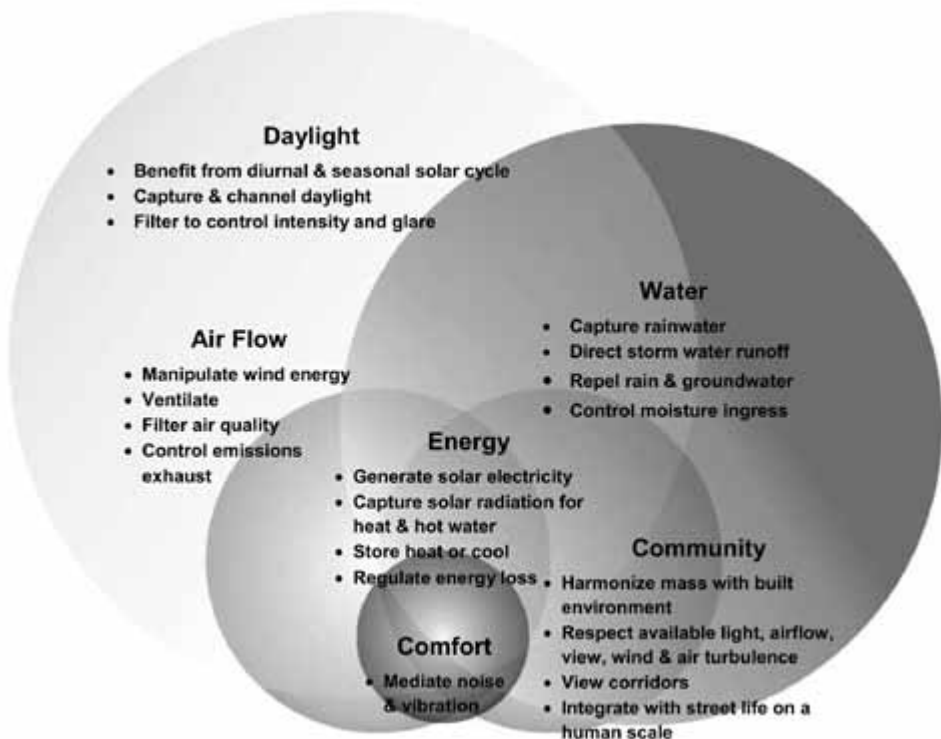 Daylight
• Benefit from diurnal & seasonal solar cycle
• Capture & channel daylight
• Filter to control intensity and glare
Water
• Capture rainwater
• Direct storm water runoff
• Repel rain & groundwater
• Control moisture ingress
Air Flow
• Manipulate wind energy
• Ventilate
• Filter air quality
• Control emissions
exhaust
Energy
• Generate solar electricity
• Capture solar radiation for
heat & hot water
• Store heat or cool
• Regulate energy loss
Community
• Harmonize mass with built
environment
• Respect available light, airflow,
view, wind & air turbulence
• View corridors
• Integrate with street life on a
human scale
Comfort
• Mediate noise
& vibration